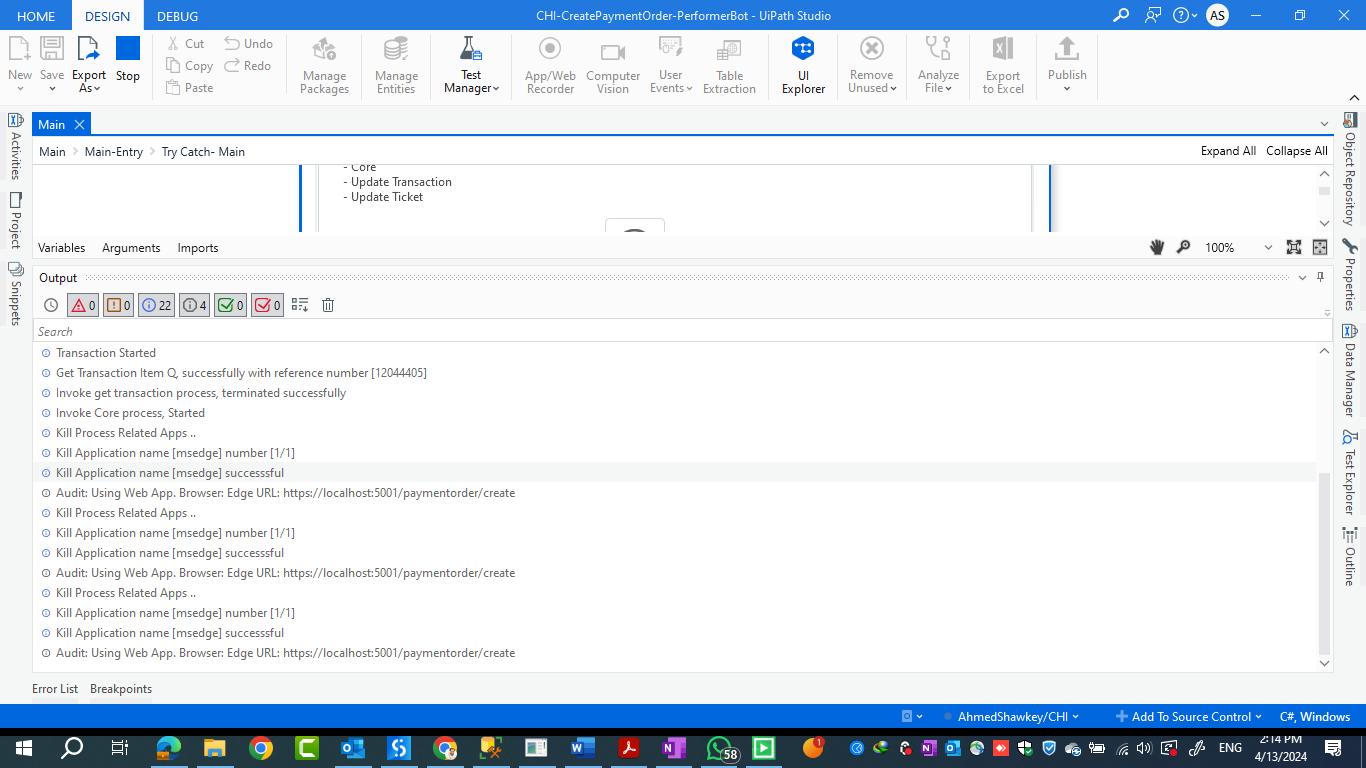 HOME DESIGN DEBUG CHI-CreatePaymentOrder-PerformerBot - UiPath Studio AS
New Save Export As Stop Cut Copy Paste Undo Redo Manage Packages Manage Entities Test Manager App/Web Recorder Computer Vision User Events Table Extraction UI Explorer Remove Unused Analyze File Export to Excel Publish
Main
Main Main-Entry Try Catch- Main Expand All Collapse All
- Core
- Update Transaction
- Update Ticket
Variables Arguments Imports 100%
Output
0 0 22 4 0 0
Search
Transaction Started
Get Transaction Item Q, successfully with reference number [12044405]
Invoke get transaction process, terminated successfully
Invoke Core process, Started
Kill Process Related Apps ..
Kill Application name [msedge] number [1/1]
Kill Application name [msedge] successsful
Audit: Using Web App. Browser: Edge URL: https://localhost:5001/paymentorder/create
Kill Process Related Apps ..
Kill Application name [msedge] number [1/1]
Kill Application name [msedge] successsful
Audit: Using Web App. Browser: Edge URL: https://localhost:5001/paymentorder/create
Kill Process Related Apps ..
Kill Application name [msedge] number [1/1]
Kill Application name [msedge] successsful
Audit: Using Web App. Browser: Edge URL: https://localhost:5001/paymentorder/create
Error List Breakpoints
Activities
Project
Snippets
Object Repository
Properties
Data Manager
Test Explorer
Outline
AhmedShawkey/CHI Add To Source Control C#, Windows
58 1 ENG 2:14 PM
4/13/2024